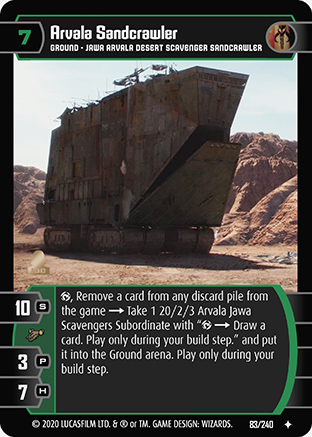 7 Arvala Sandcrawler
GROUND • JAWA ARVALA DESERT SCAVENGER SANDCRAWLER
10 S
3 P
7 H
, Remove a card from any discard pile from
the game → Take 1 20/2/3 Arvala Jawa
Scavengers Subordinate with “ → Draw a
card. Play only during your build step.” and put
it into the Ground arena. Play only during your
build step.
© 2020 LUCASFILM LTD. & ® OR TM. GAME DESIGN: WIZARDS. 83/240